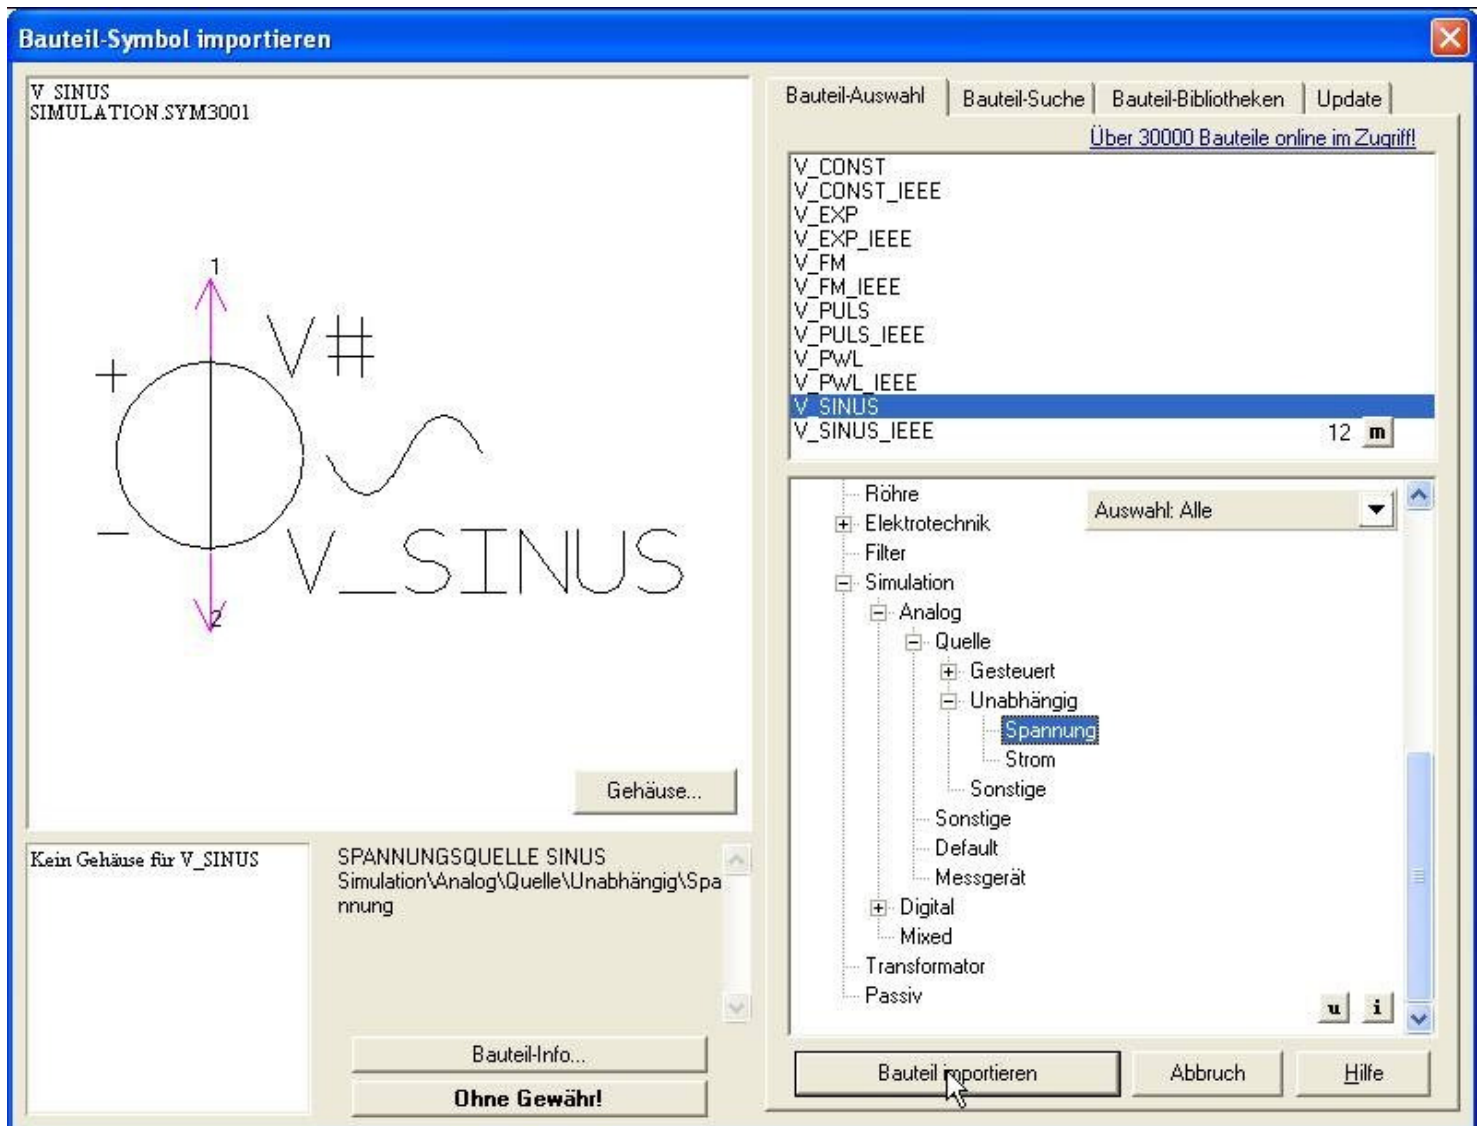 Bauteil-Symbol importieren
V_SINUS
SIMULATION.SYM3001
1
V#
+
−
V_SINUS
2
Gehäuse...
Kein Gehäuse für V_SINUS
SPANNUNGSQUELLE SINUS
Simulation\Analog\Quelle\Unabhängig\Spa
nnung
Bauteil-Info...
Ohne Gewähr!
Bauteil-Auswahl
Bauteil-Suche
Bauteil-Bibliotheken
Update
Über 30000 Bauteile online im Zugriff!
V_CONST
V_CONST_IEEE
V_EXP
V_EXP_IEEE
V_FM
V_FM_IEEE
V_PULS
V_PULS_IEEE
V_PWL
V_PWL_IEEE
V_SINUS
V_SINUS_IEEE 12 m
Röhre
Auswahl: Alle
Elektrotechnik
Filter
Simulation
Analog
Quelle
Gesteuert
Unabhängig
Spannung
Strom
Sonstige
Sonstige
Default
Messgerät
Digital
Mixed
Transformator
Passiv
u i
Bauteil importieren
Abbruch
Hilfe